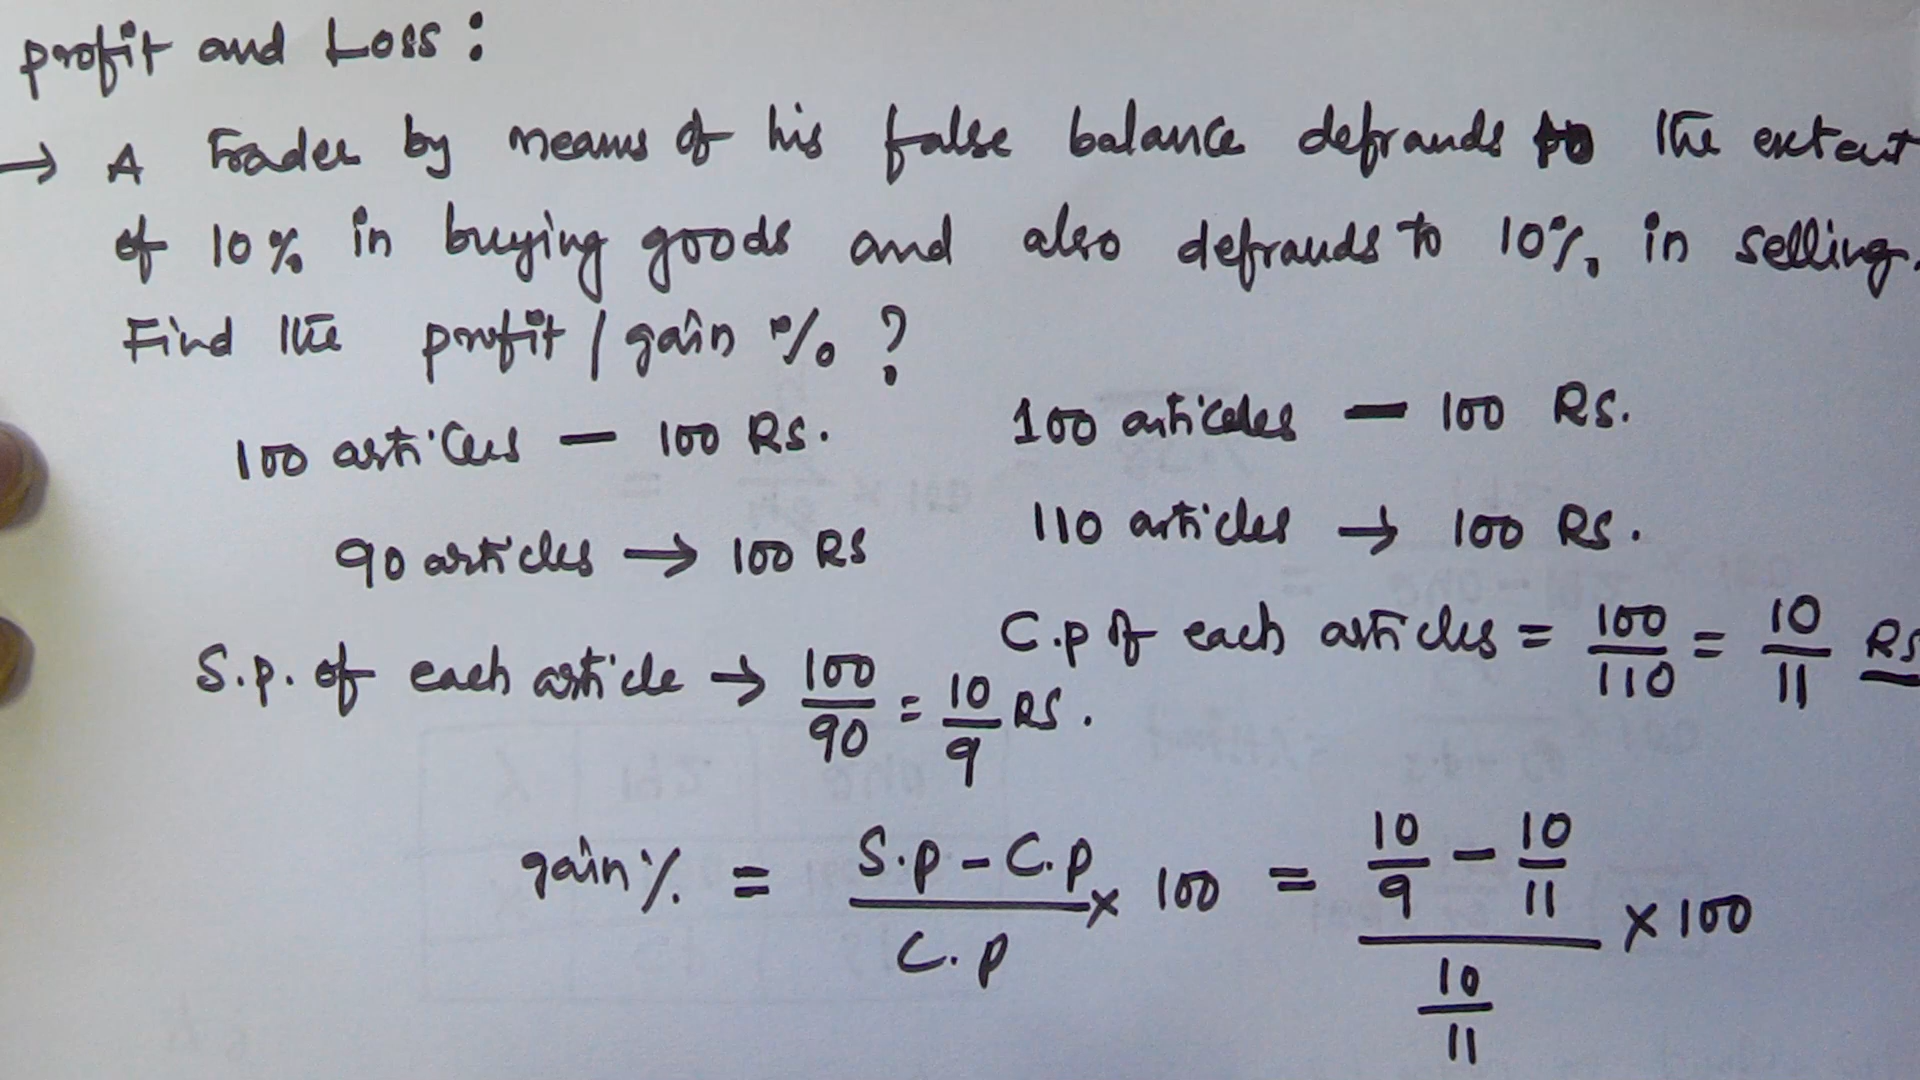 profit and Loss :
→ A Trader by means of his false balance defrauds to the extent
of 10% in buying goods and also defrauds to 10% in selling.
Find the profit / gain % ?
100 articles — 100 RS.
90 articles → 100 RS
S.p. of each article → 100/90 = 10/9 RS.
100 articales — 100 RS.
110 articles → 100 RS.
C.p of each articles = 100/110 = 10/11 RS
gain % = S.p - C.p / C.p × 100 = 10/9 - 10/11 / 10/11 × 100